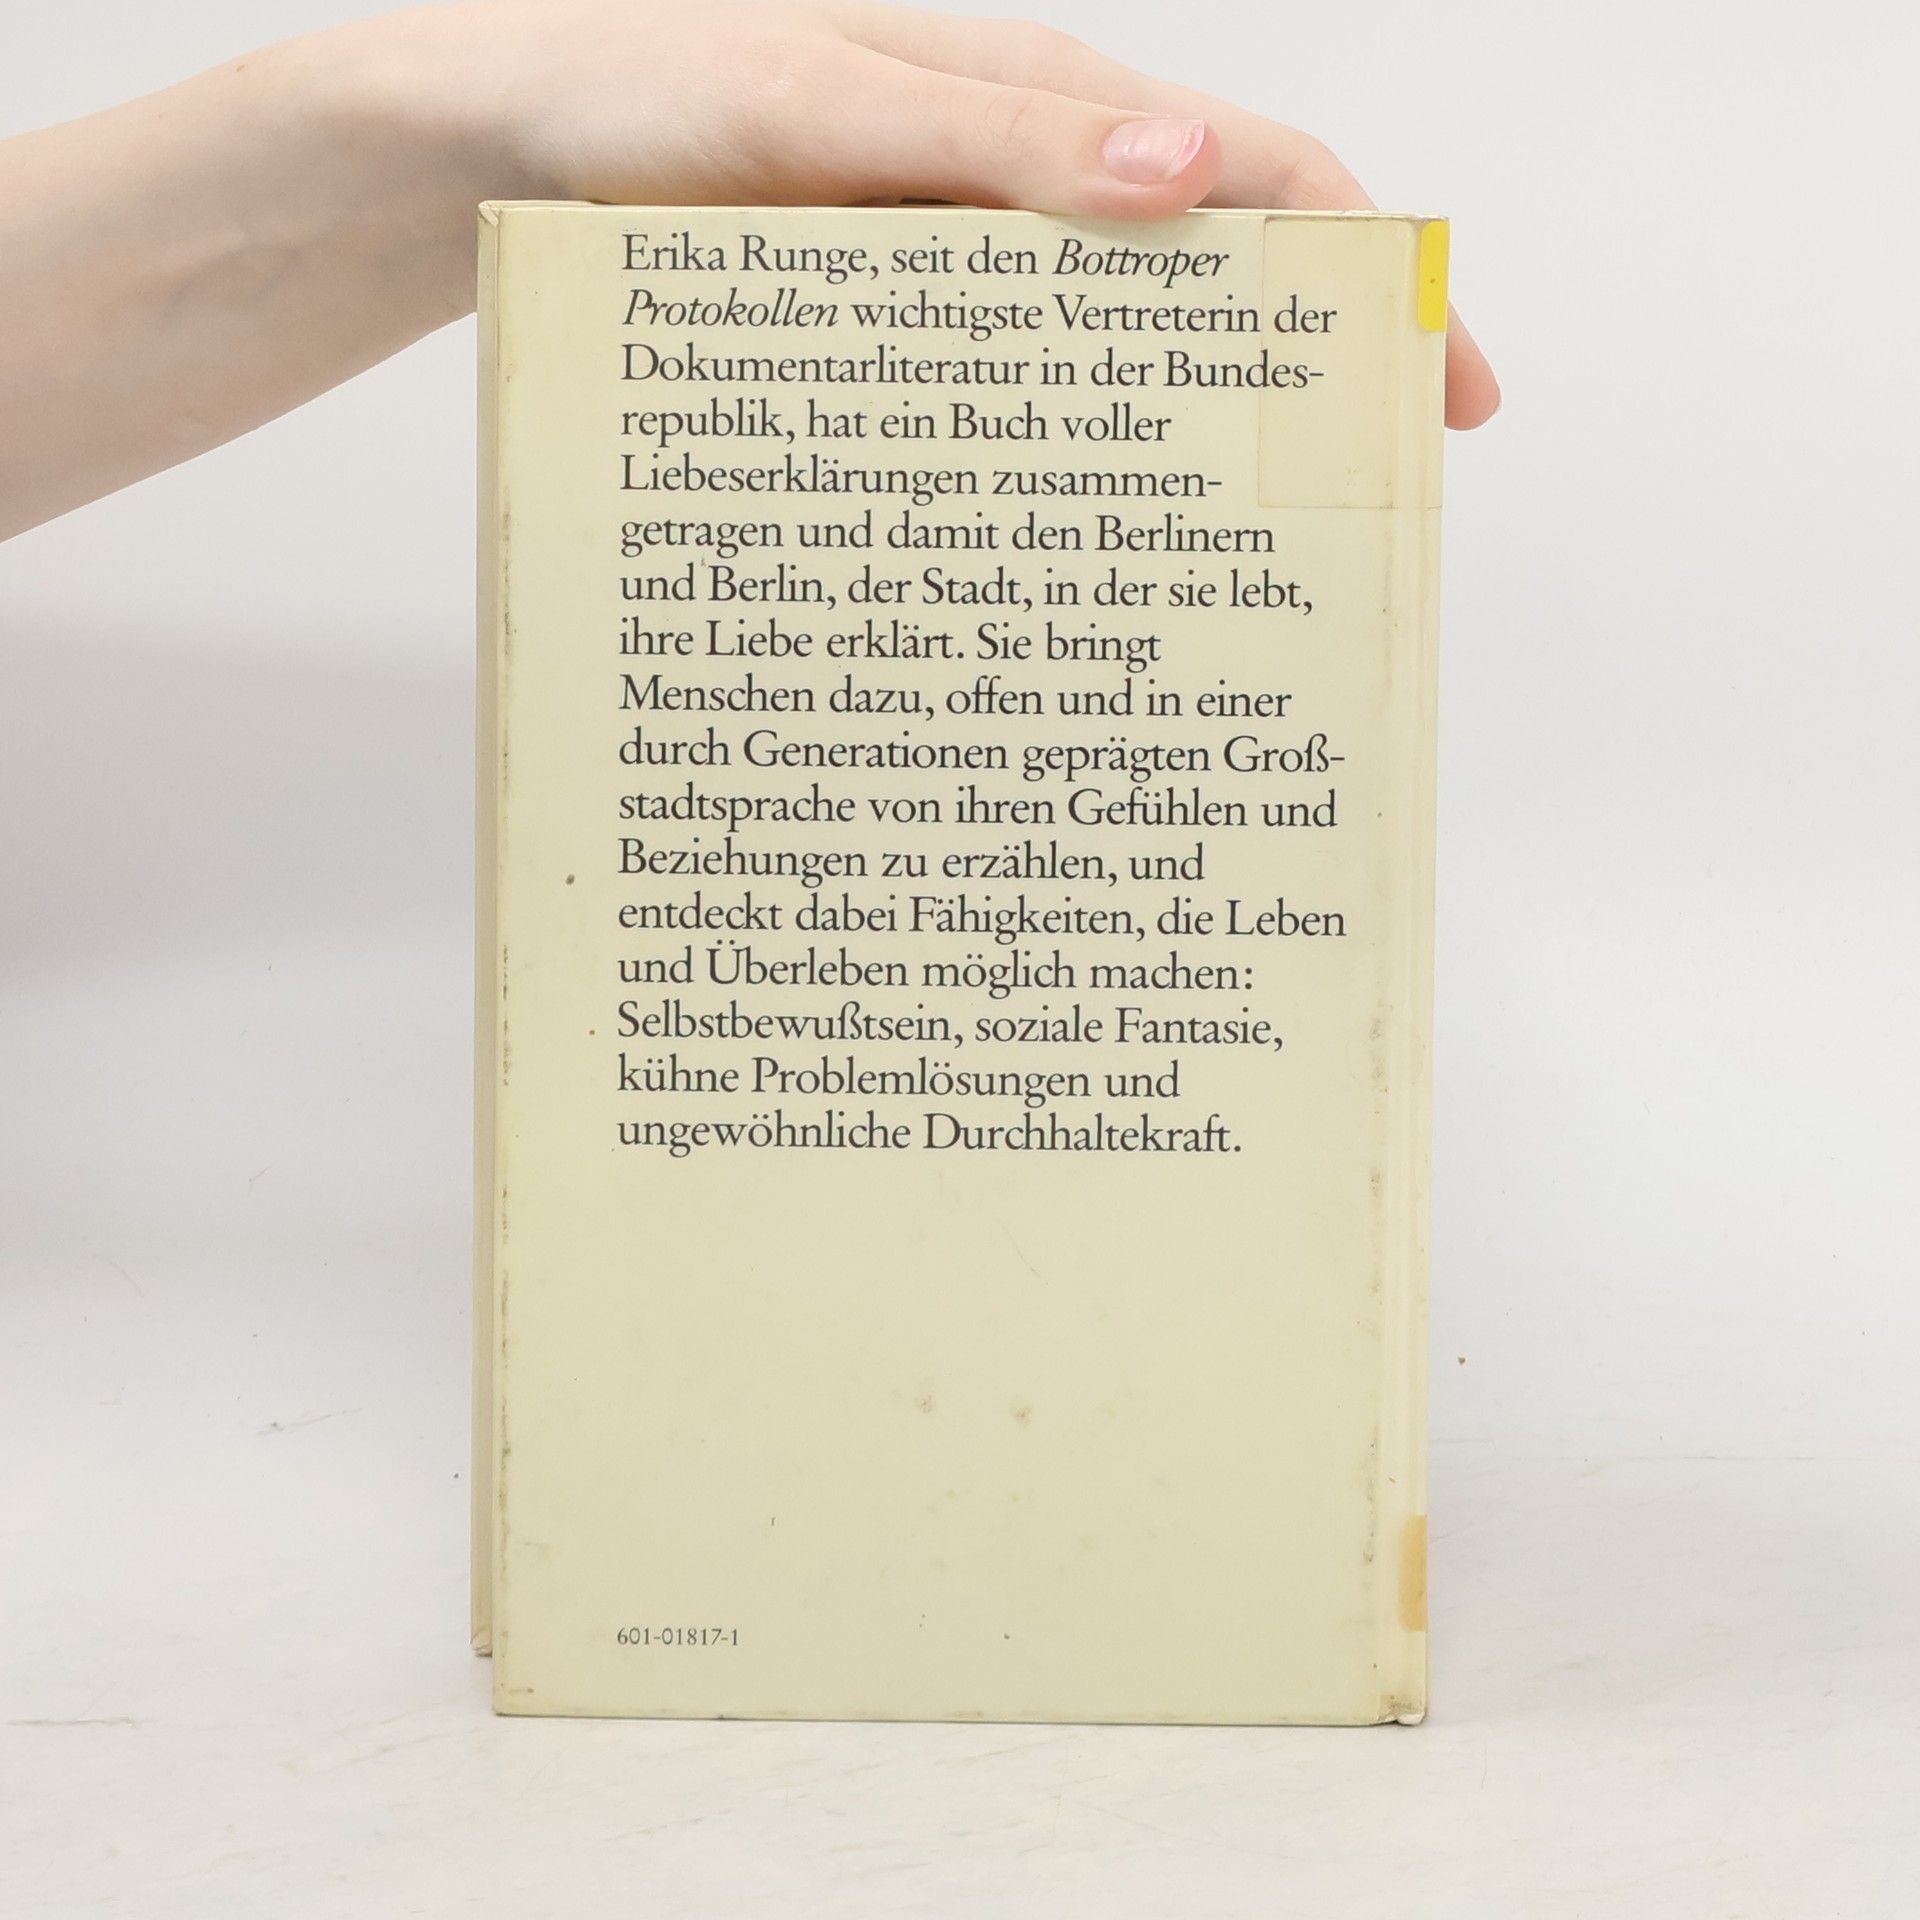 Erika Runge, seit den Bottroper
Protokollen wichtigste Vertreterin der
Dokumentarliteratur in der Bundes-
republik, hat ein Buch voller
Liebeserklärungen zusammen-
getragen und damit den Berlinern
und Berlin, der Stadt, in der sie lebt,
ihre Liebe erklärt. Sie bringt
Menschen dazu, offen und in einer
durch Generationen geprägten Groß-
stadtsprache von ihren Gefühlen und
Beziehungen zu erzählen, und
entdeckt dabei Fähigkeiten, die Leben
und Überleben möglich machen:
Selbstbewußtsein, soziale Fantasie,
kühne Problemlösungen und
ungewöhnliche Durchhaltekraft.
601-01817-1